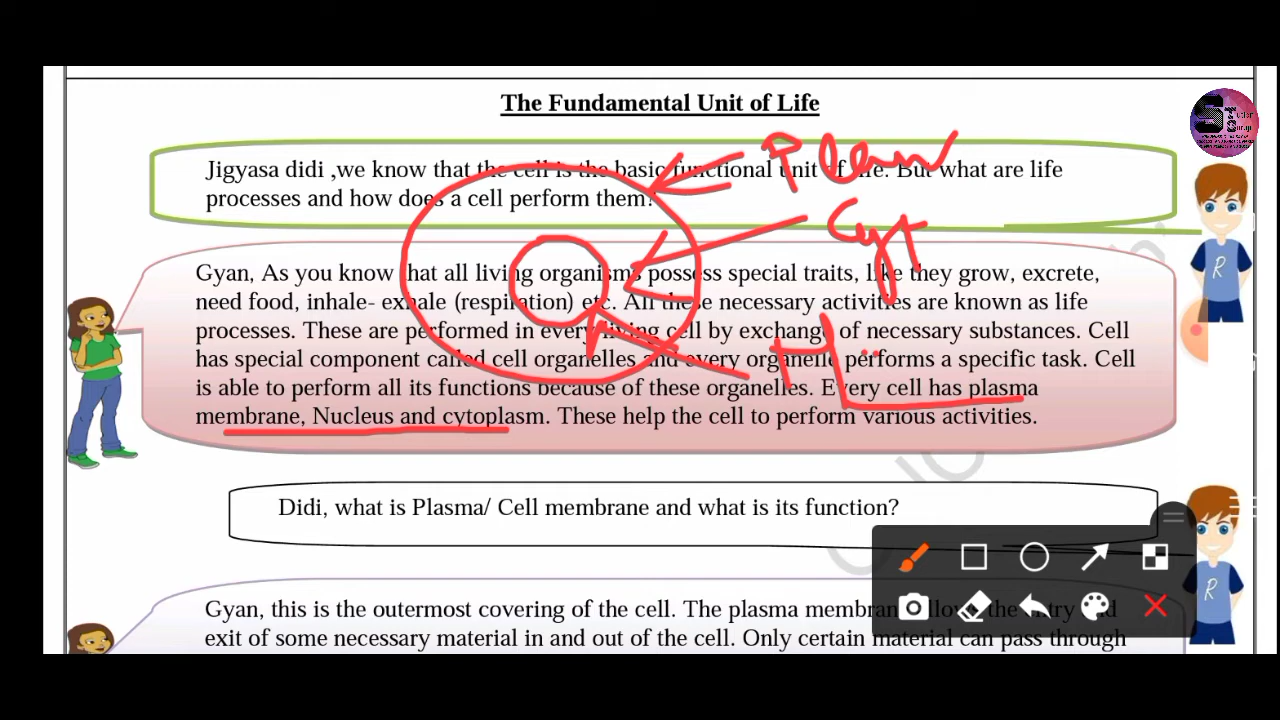 The Fundamental Unit of Life
Jigyasa didi ,we know that the cell is the basic functional unit of life. But what are life
processes and how does a cell perform them?
Plasm
Cyt
Gyan, As you know that all living organisms possess special traits, like they grow, excrete,
need food, inhale- exhale (respiration) etc. All these necessary activities are known as life
processes. These are performed in every living cell by exchange of necessary substances. Cell
has special component called cell organelles and every organelle performs a specific task. Cell
is able to perform all its functions because of these organelles. Every cell has plasma
membrane, Nucleus and cytoplasm. These help the cell to perform various activities.
N
R
Didi, what is Plasma/ Cell membrane and what is its function?
R
Gyan, this is the outermost covering of the cell. The plasma membrane allows the entry and
exit of some necessary material in and out of the cell. Only certain material can pass through